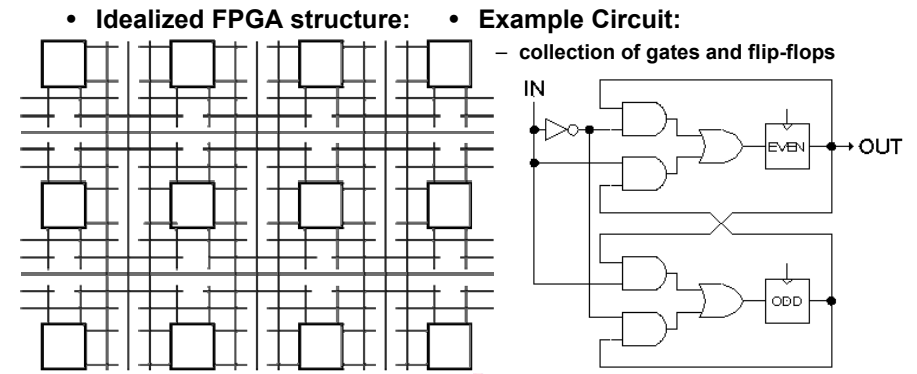 • Idealized FPGA structure:
• Example Circuit:
– collection of gates and flip-flops
IN
EVEN
OUT
ODD